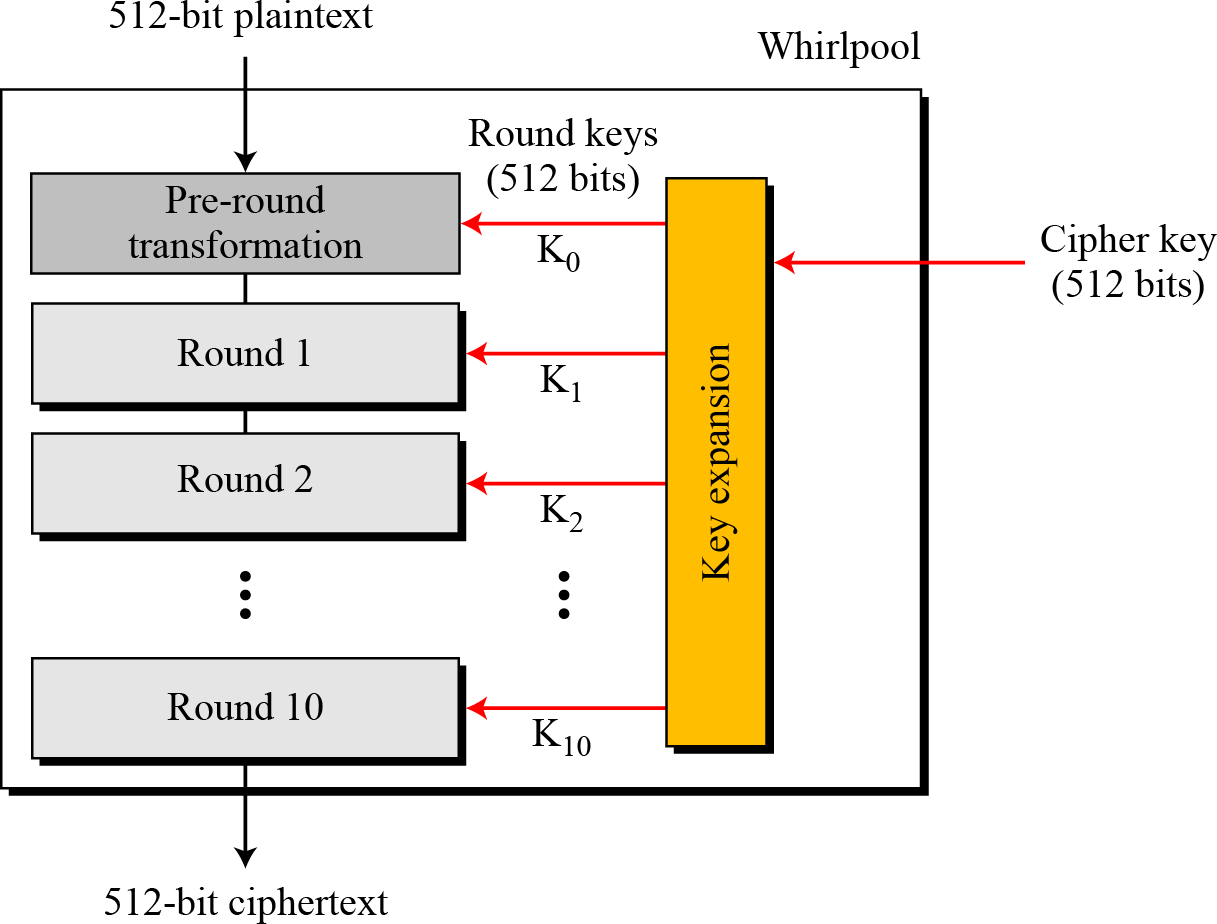 512-bit plaintext
Whirlpool
Round keys
(512 bits)
Pre-round
transformation
K0
Cipher key
(512 bits)
Round 1
K1
Key expansion
Round 2
K2
Round 10
K10
512-bit ciphertext